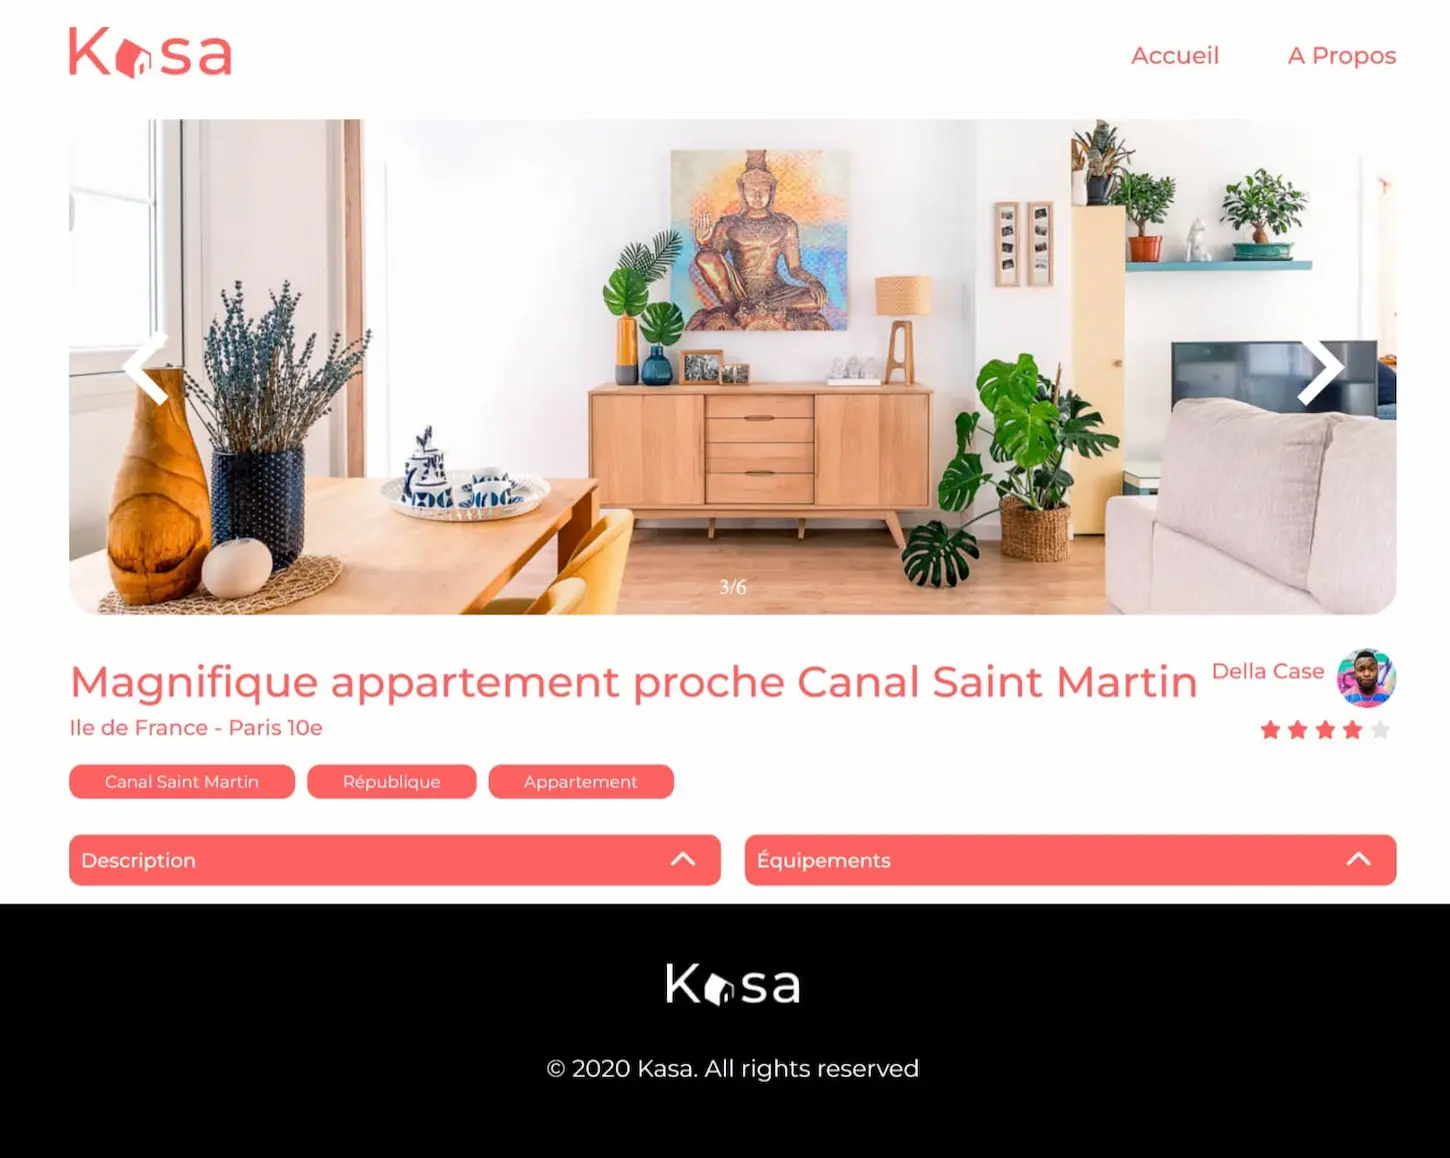 Kasa
Accueil
A Propos
3/6
Magnifique appartement proche Canal Saint Martin
Della Case
Ile de France - Paris 10e
Canal Saint Martin
République
Appartement
Description
Équipements
Kasa
© 2020 Kasa. All rights reserved